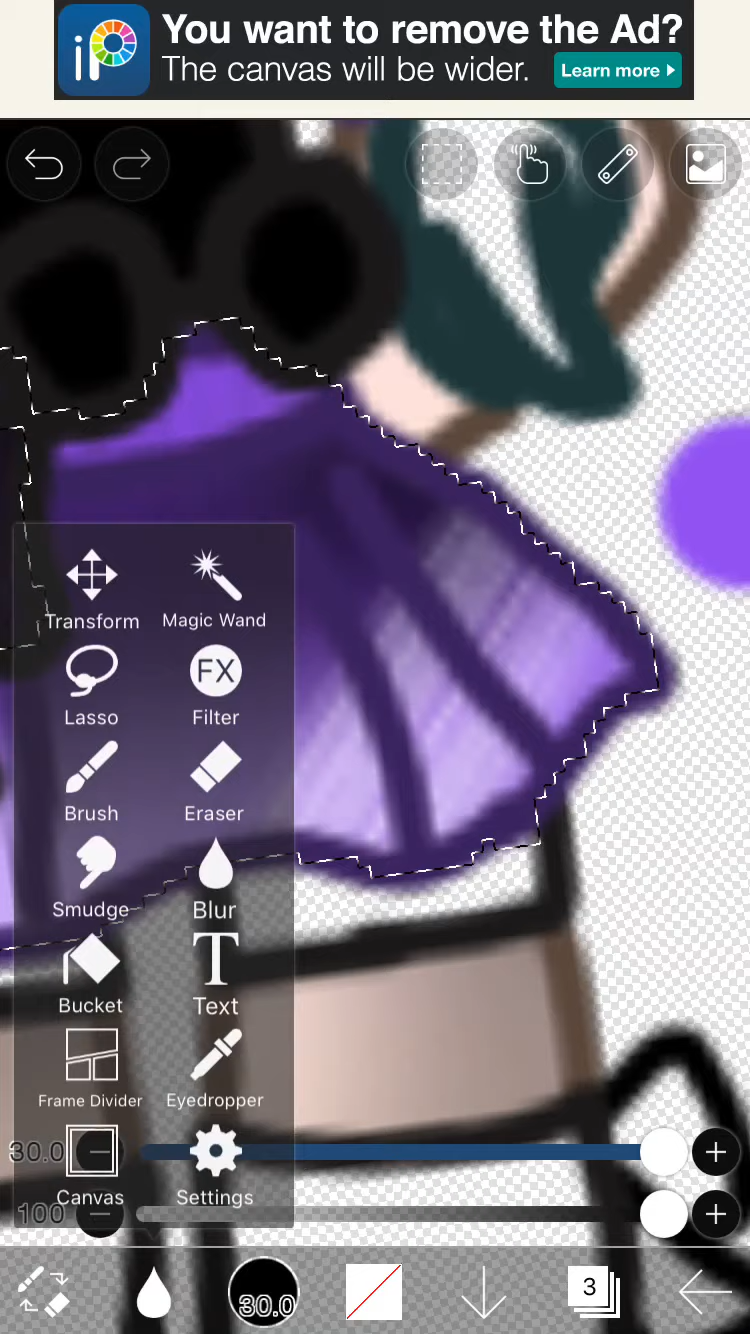 iP
You want to remove the Ad?
The canvas will be wider.
Learn more
Transform
Magic Wand
Lasso
FX
Filter
Brush
Eraser
Smudge
Blur
Bucket
T
Text
Frame Divider
Eyedropper
30.0
Canvas
Settings
100
30.0
3